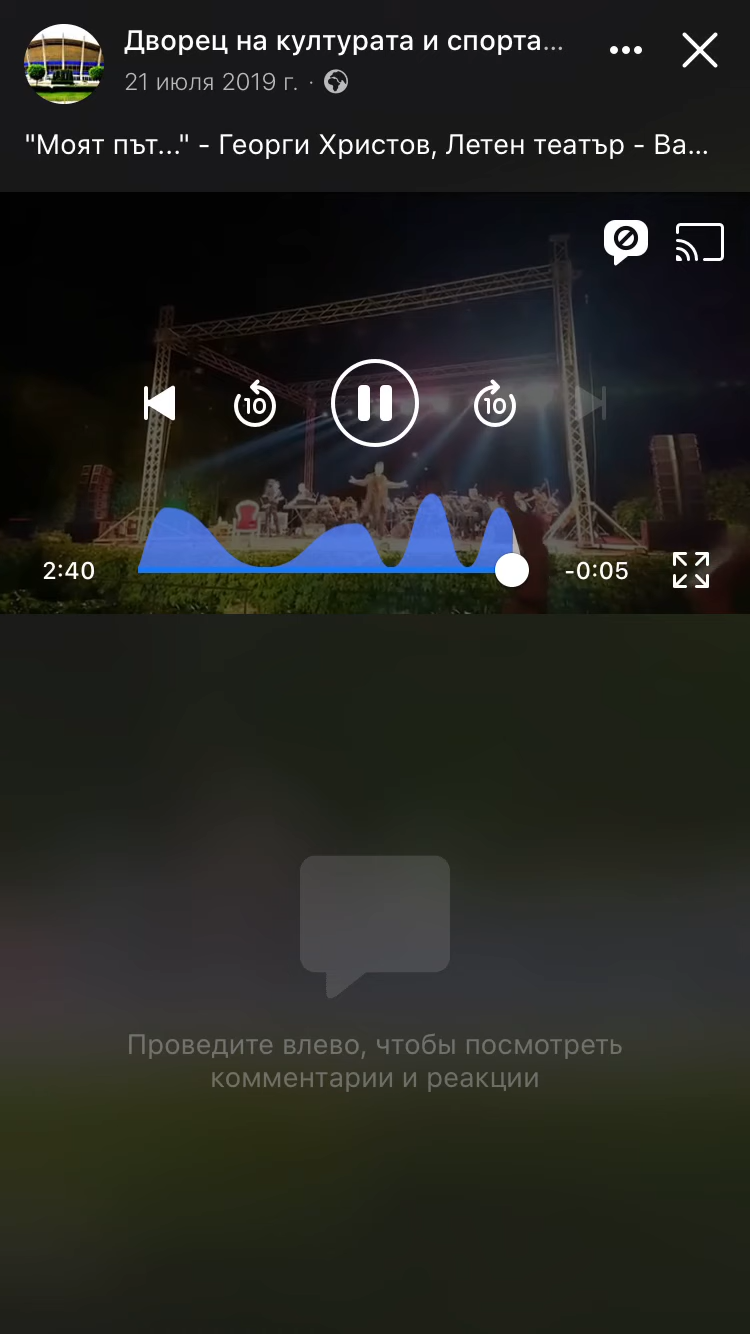 Дворец на културата и спорта...
21 июля 2019 г. ·
"Моят път..." - Георги Христов, Летен театър - Ва...
10
10
2:40
-0:05
Проведите влево, чтобы посмотреть
комментарии и реакции